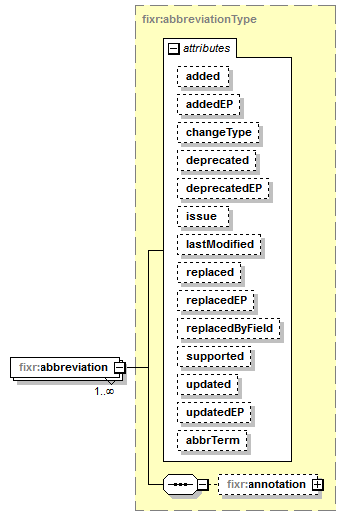 fixr:abbreviationType
attributes
added
addedEP
changeType
deprecated
deprecatedEP
issue
lastModified
replaced
replacedEP
replacedByField
supported
updated
updatedEP
abbrTerm
fixr:abbreviation
1..∞
fixr:annotation